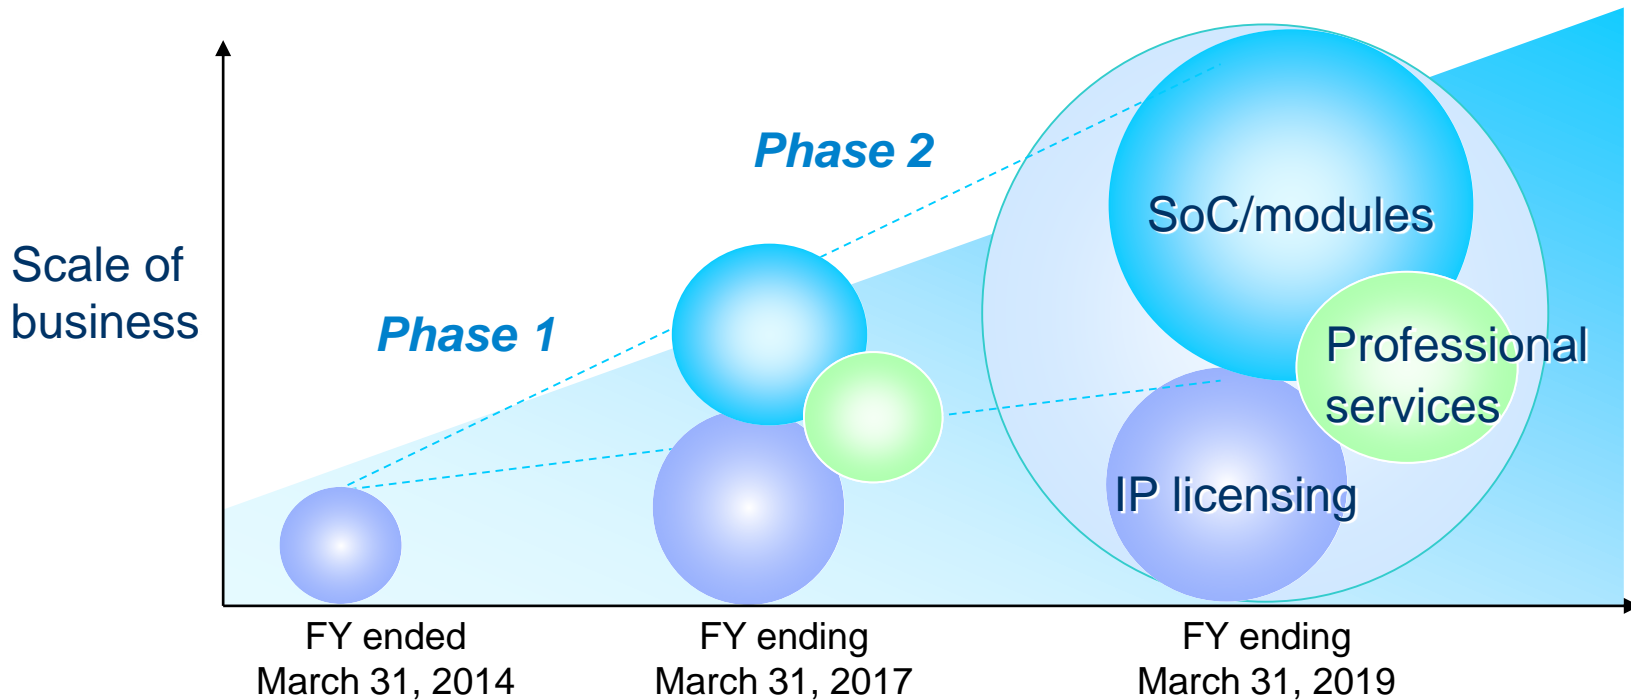 Phase 2
SoC/modules
Scale of
business
Phase 1
Professional
services
IP licensing
FY ended
March 31, 2014
FY ending
March 31, 2017
FY ending
March 31, 2019